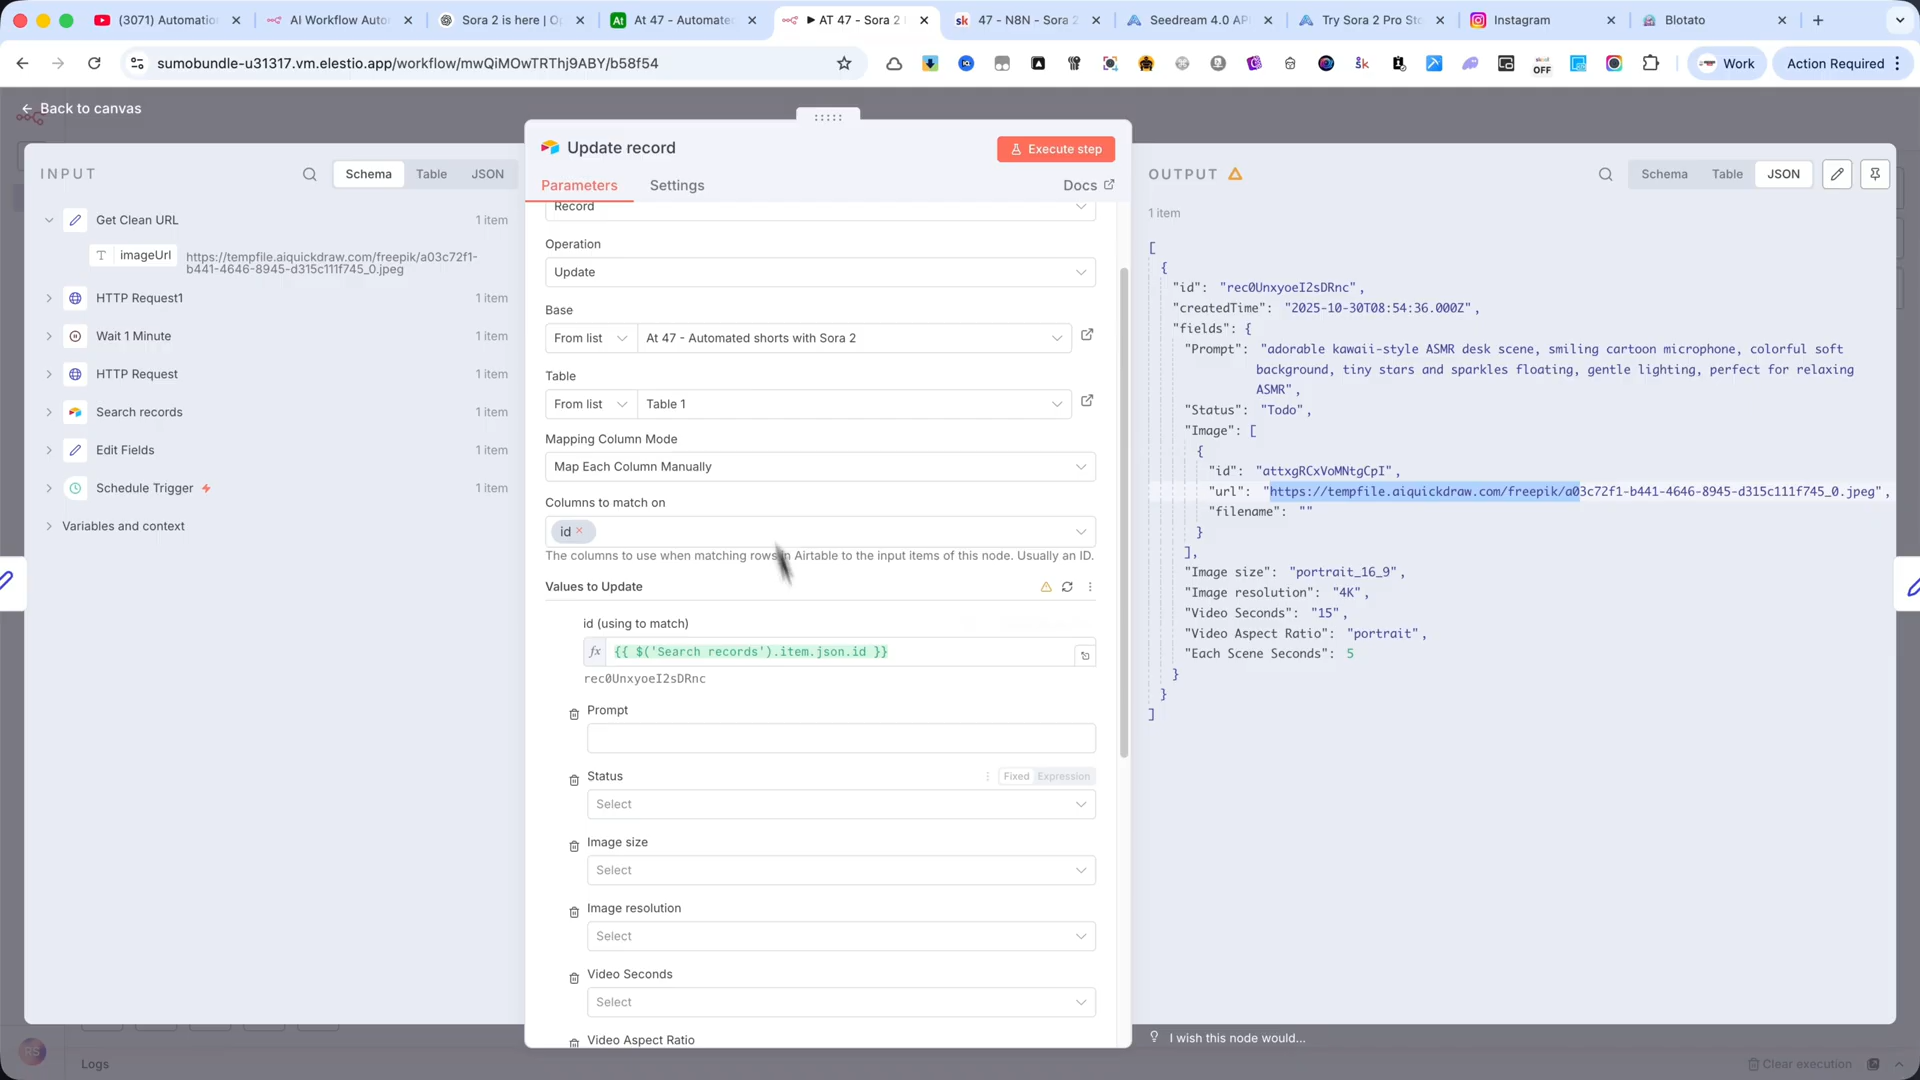 (3071) Automation
AI Workflow Auto
Sora 2 is here | Op
At 47 - Automated
AT 47 - Sora 2
47 - N8N - Sora 2
Seedream 4.0 AP
Try Sora 2 Pro Sto
Instagram
Blotato
sumobundle-u31317.vm.elestio.app/workflow/mwQiMOwTRThj9ABY/b58f54
OFF
Work
Action Required
Back to canvas
INPUT
Schema
Table
JSON
Get Clean URL
1 item
T imageUrl
https://tempfile.aiquickdraw.com/freepik/a03c72f1-
b441-4646-8945-d315c111f745_0.jpeg
HTTP Request1
1 item
Wait 1 Minute
1 item
HTTP Request
1 item
Search records
1 item
Edit Fields
1 item
Schedule Trigger
1 item
Variables and context
Update record
Execute step
Parameters
Settings
Docs
Record
Operation
Update
Base
From list
At 47 - Automated shorts with Sora 2
Table
From list
Table 1
Mapping Column Mode
Map Each Column Manually
Columns to match on
id
The columns to use when matching rows in Airtable to the input items of this node. Usually an ID.
Values to Update
id (using to match)
fx {{ $('Search records').item.json.id }}
rec0UnxyoeI2sDRnc
Prompt
Status
Fixed Expression
Select
Image size
Select
Image resolution
Select
Video Seconds
Select
Video Aspect Ratio
OUTPUT
Schema
Table
JSON
1 item
[
{
"id": "rec0UnxyoeI2sDRnc",
"createdTime": "2025-10-30T08:54:36.000Z",
"fields": {
"Prompt": "adorable kawaii-style ASMR desk scene, smiling cartoon microphone, colorful soft
background, tiny stars and sparkles floating, gentle lighting, perfect for relaxing
ASMR",
"Status": "Todo",
"Image": [
{
"id": "attxgRCxVoMNtgCpI",
"url": "https://tempfile.aiquickdraw.com/freepik/a03c72f1-b441-4646-8945-d315c111f745_0.jpeg",
"filename": ""
}
],
"Image size": "portrait_16_9",
"Image resolution": "4K",
"Video Seconds": "15",
"Video Aspect Ratio": "portrait",
"Each Scene Seconds": 5
}
}
]
I wish this node would...
RS
Logs
Clear execution